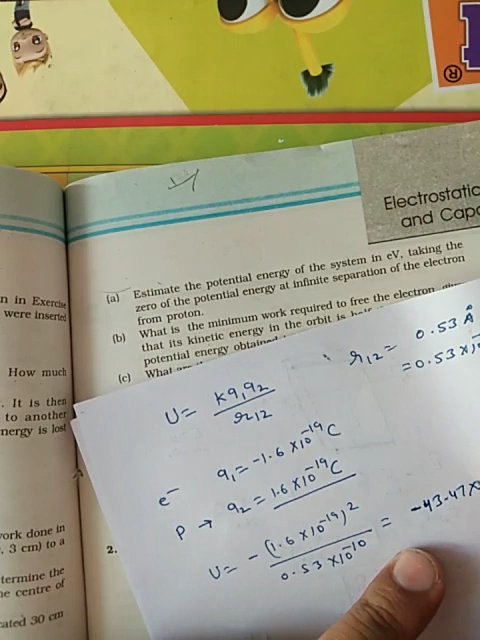 ®
Electrostatic
and Capa
n in Exercise
were inserted
How much
. It is then
to another
nergy is lost
work done in
, 3 cm) to a
termine the
ne centre of
cated 30 cm
(a) Estimate the potential energy of the system in eV, taking the
zero of the potential energy at infinite separation of the electron
from proton.
(b) What is the minimum work required to free the electron,
that its kinetic energy in the orbit is half
potential energy obtained
(c) What
2.
U = kq₁q₂ / r₁₂
r₁₂ = 0.53 Å
= 0.53 × 10
e⁻ q₁ = -1.6 × 10⁻¹⁹ C
P → q₂ = 1.6 × 10⁻¹⁹ C
U = - (1.6 × 10⁻¹⁹)2 / 0.53 × 10⁻¹⁰ = -43.47 ×